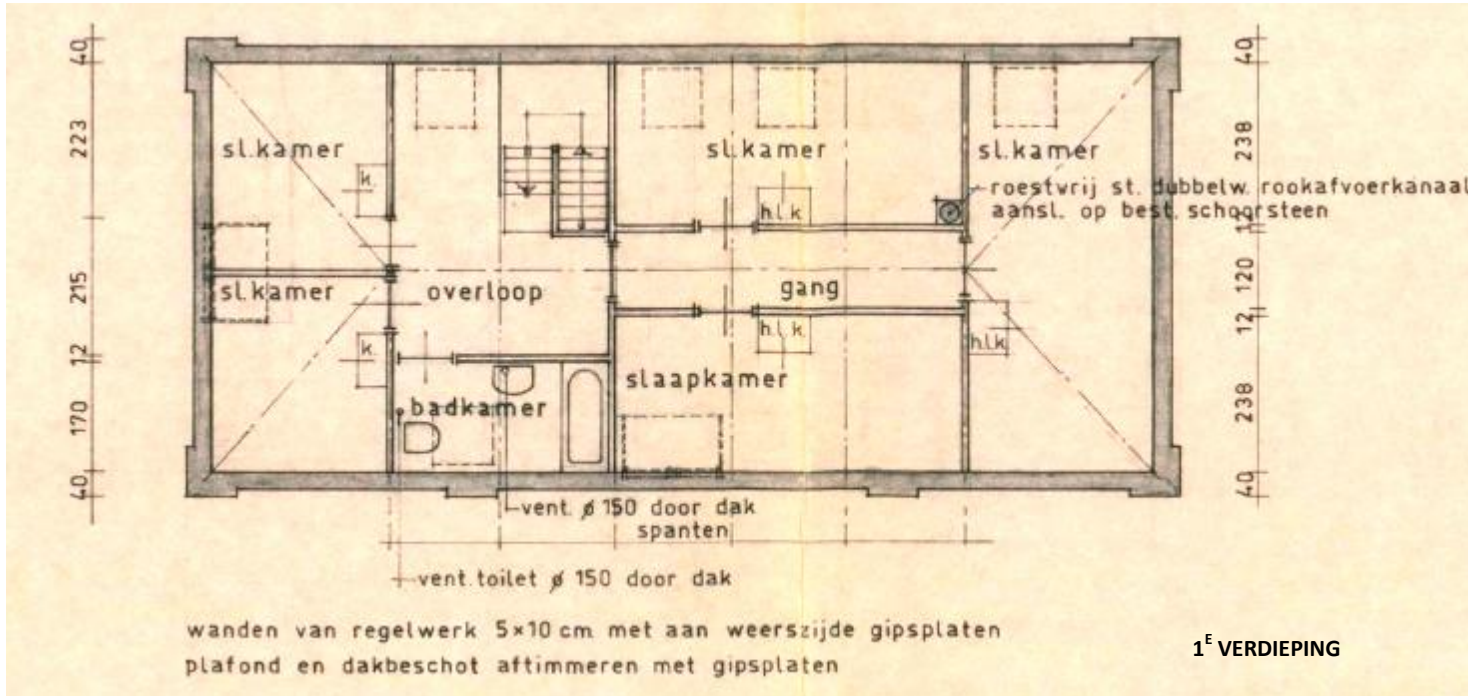 40
223
215
12
170
40
sl.kamer
k.
sl.kamer
k.
overloop
badkamer
sl.kamer
h.l.k.
gang
h.l.k.
slaapkamer
sl.kamer
roestvrij st. dubbelw. rookafvoerkanaal
aansl. op best. schoorsteen
h.l.k
40
238
12
120
12
238
40
vent. ø 150 door dak
spanten
vent. toilet ø 150 door dak
wanden van regelwerk 5×10 cm met aan weerszijde gipsplaten
plafond en dakbeschot aftimmeren met gipsplaten
1E VERDIEPING